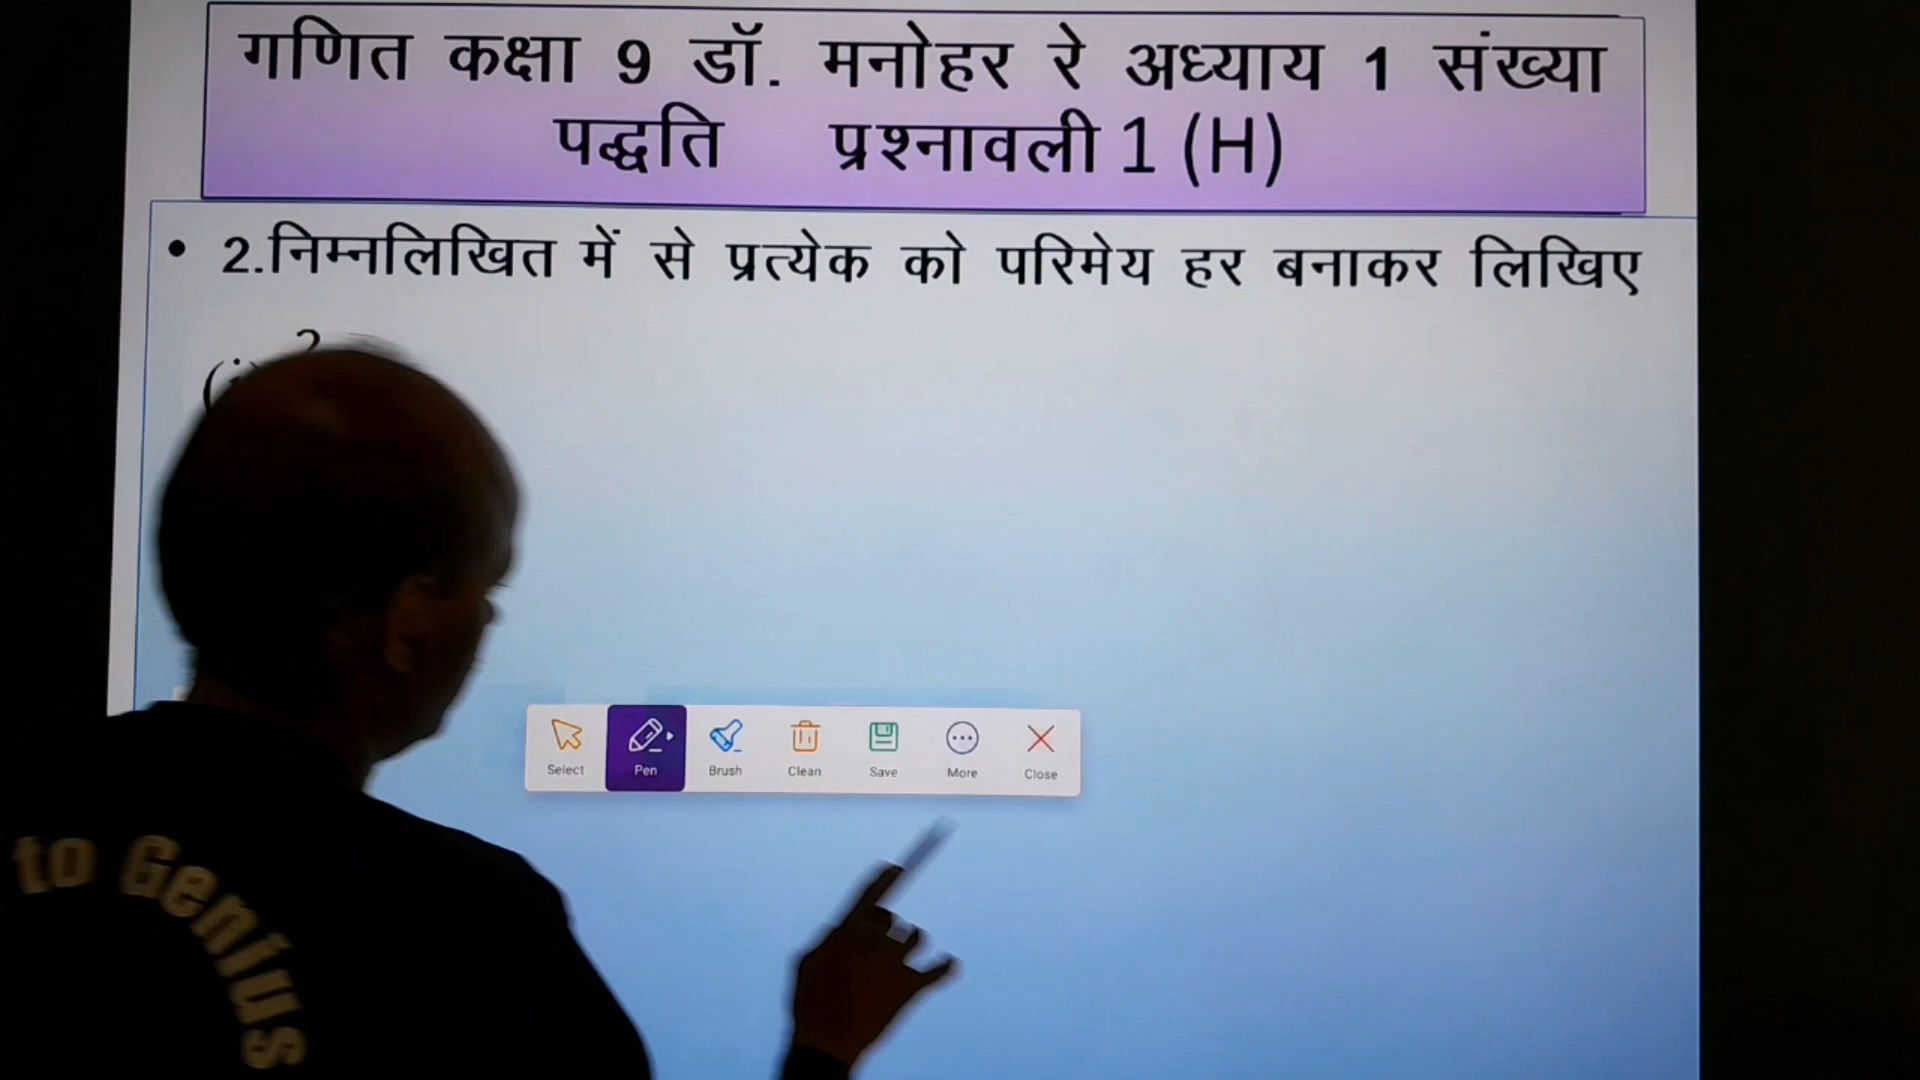 गणित कक्षा 9 डॉ. मनोहर रे अध्याय 1 संख्या
पद्धति प्रश्नावली 1 (H)
• 2.निम्नलिखित में से प्रत्येक को परिमेय हर बनाकर लिखिए
Select Pen Brush Clean Save More Close
to Genius